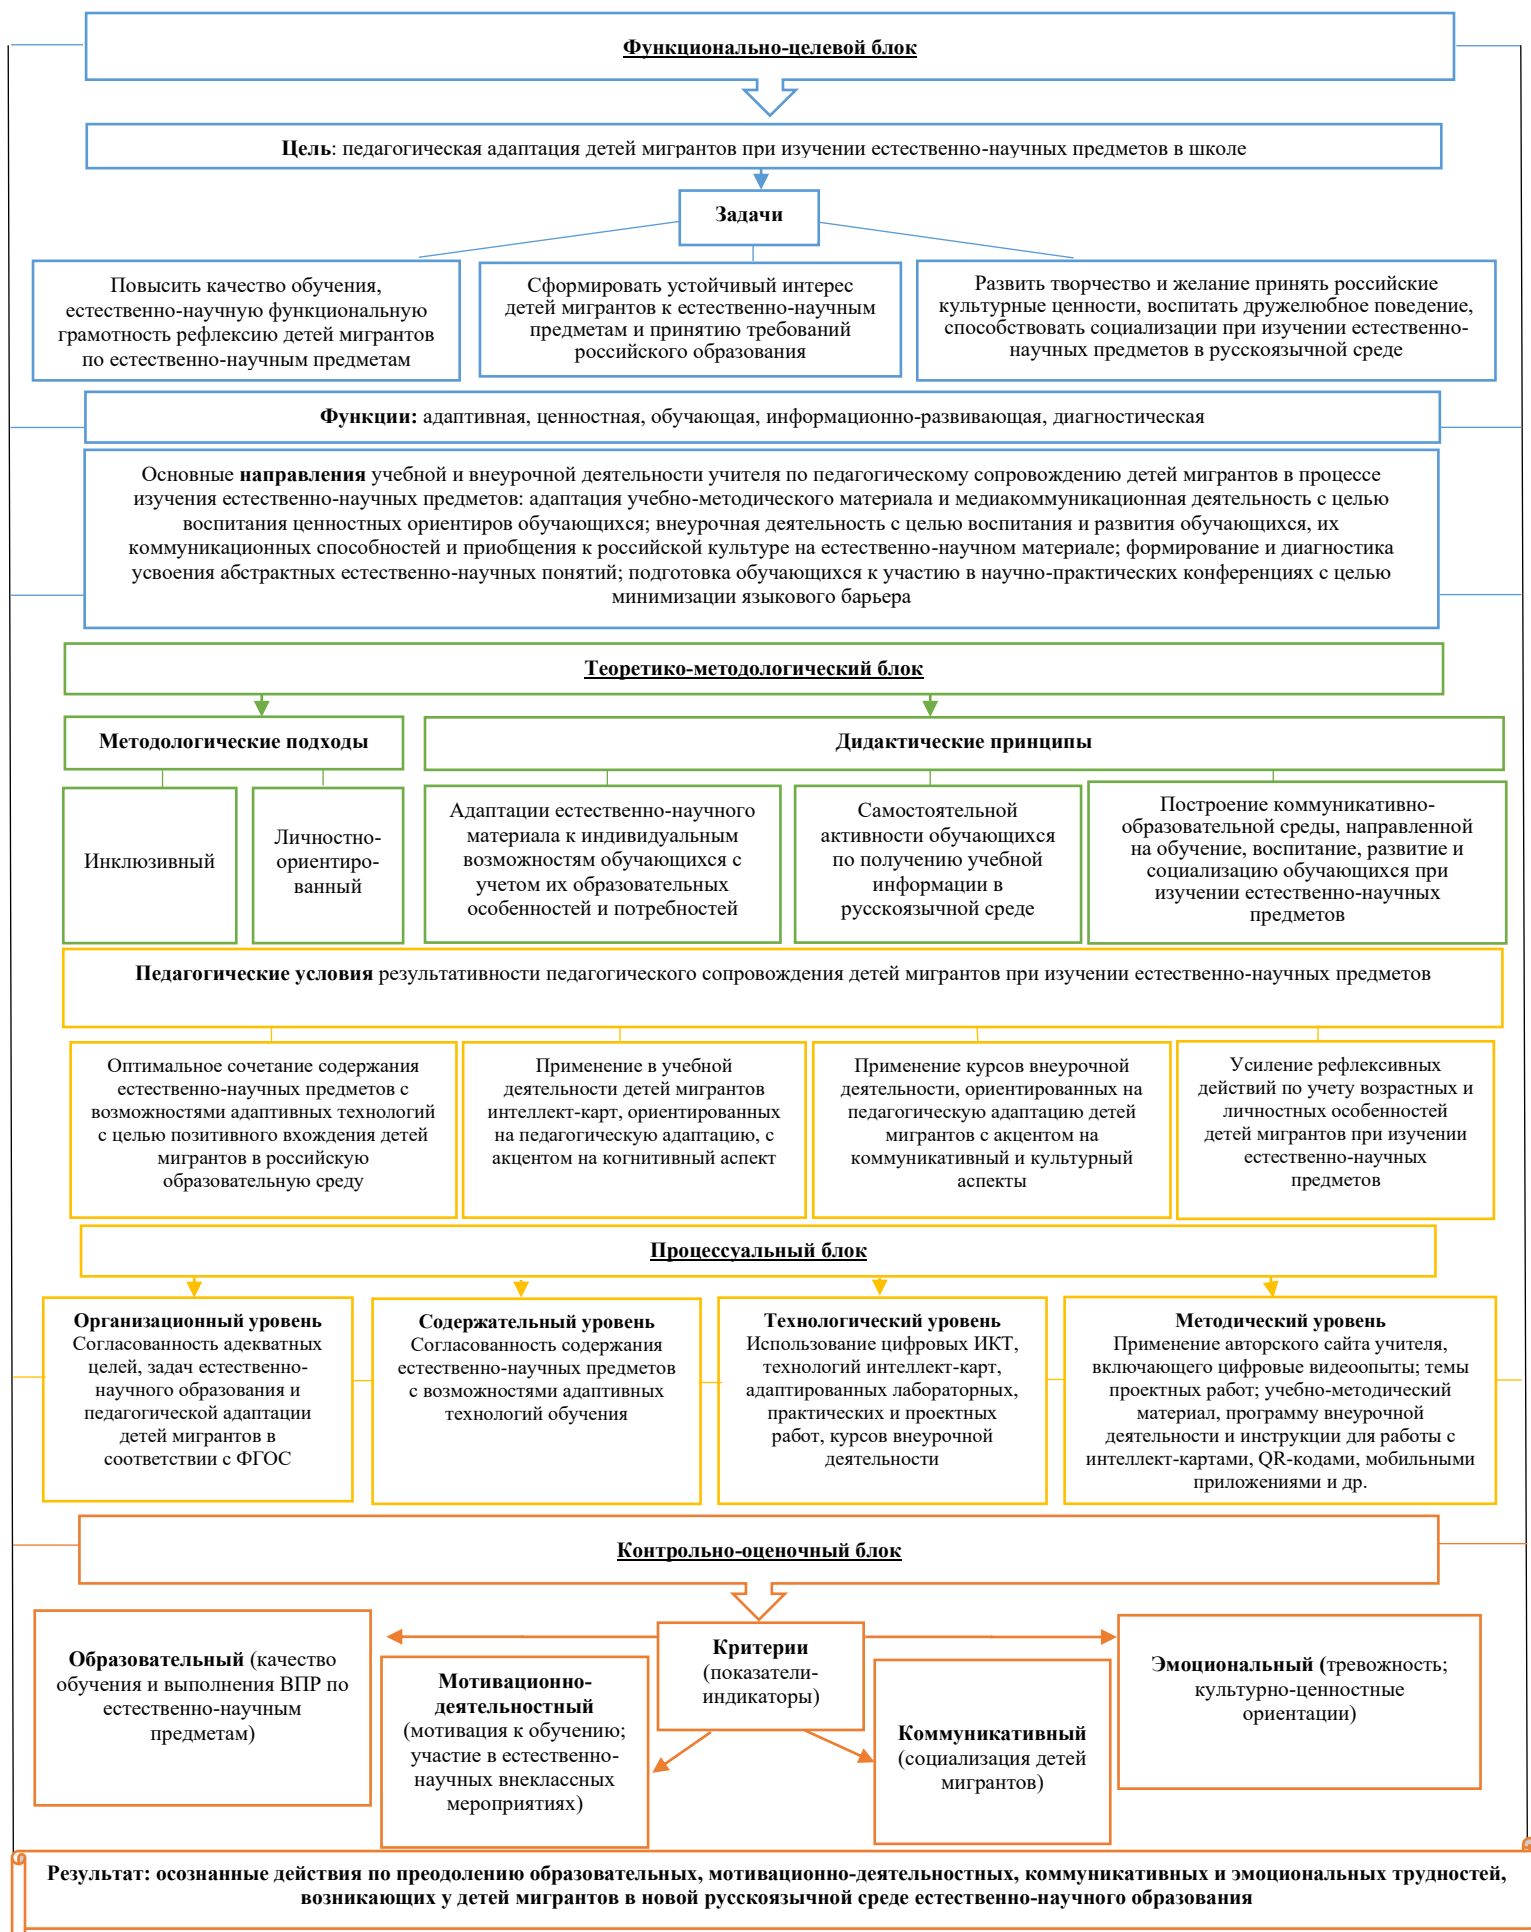 Функционально-целевой блок
Цель: педагогическая адаптация детей мигрантов при изучении естественно-научных предметов в школе
Задачи
Повысить качество обучения,
естественно-научную функциональную
грамотность рефлексию детей мигрантов
по естественно-научным предметам
Сформировать устойчивый интерес
детей мигрантов к естественно-научным
предметам и принятию требований
российского образования
Развить творчество и желание принять российские
культурные ценности, воспитать дружелюбное поведение,
способствовать социализации при изучении естественно-
научных предметов в русскоязычной среде
Функции: адаптивная, ценностная, обучающая, информационно-развивающая, диагностическая
Основные направления учебной и внеурочной деятельности учителя по педагогическому сопровождению детей мигрантов в процессе
изучения естественно-научных предметов: адаптация учебно-методического материала и медиакоммуникационная деятельность с целью
воспитания ценностных ориентиров обучающихся; внеурочная деятельность с целью воспитания и развития обучающихся, их
коммуникационных способностей и приобщения к российской культуре на естественно-научном материале; формирование и диагностика
усвоения абстрактных естественно-научных понятий; подготовка обучающихся к участию в научно-практических конференциях с целью
минимизации языкового барьера
Теоретико-методологический блок
Методологические подходы
Дидактические принципы
Инклюзивный
Личностно-
ориентиро-
ванный
Адаптации естественно-научного
материала к индивидуальным
возможностям обучающихся с
учетом их образовательных
особенностей и потребностей
Самостоятельной
активности обучающихся
по получению учебной
информации в
русскоязычной среде
Построение коммуникативно-
образовательной среды, направленной
на обучение, воспитание, развитие и
социализацию обучающихся при
изучении естественно-научных
предметов
Педагогические условия результативности педагогического сопровождения детей мигрантов при изучении естественно-научных предметов
Оптимальное сочетание содержания
естественно-научных предметов с
возможностями адаптивных технологий
с целью позитивного вхождения детей
мигрантов в российскую
образовательную среду
Применение в учебной
деятельности детей мигрантов
интеллект-карт, ориентированных
на педагогическую адаптацию, с
акцентом на когнитивный аспект
Применение курсов внеурочной
деятельности, ориентированных на
педагогическую адаптацию детей
мигрантов с акцентом на
коммуникативный и культурный
аспекты
Усиление рефлексивных
действий по учету возрастных и
личностных особенностей
детей мигрантов при изучении
естественно-научных
предметов
Процессуальный блок
Организационный уровень
Согласованность адекватных
целей, задач естественно-
научного образования и
педагогической адаптации
детей мигрантов в
соответствии с ФГОС
Содержательный уровень
Согласованность содержания
естественно-научных предметов
с возможностями адаптивных
технологий обучения
Технологический уровень
Использование цифровых ИКТ,
технологий интеллект-карт,
адаптированных лабораторных,
практических и проектных
работ, курсов внеурочной
деятельности
Методический уровень
Применение авторского сайта учителя,
включающего цифровые видеоопыты; темы
проектных работ; учебно-методический
материал, программу внеурочной
деятельности и инструкции для работы с
интеллект-картами, QR-кодами, мобильными
приложениями и др.
Контрольно-оценочный блок
Образовательный (качество
обучения и выполнения ВПР по
естественно-научным
предметам)
Мотивационно-
деятельностный
(мотивация к обучению;
участие в естественно-
научных внеклассных
мероприятиях)
Критерии
(показатели-
индикаторы)
Коммуникативный
(социализация детей
мигрантов)
Эмоциональный (тревожность;
культурно-ценностные
ориентации)
Результат: осознанные действия по преодолению образовательных, мотивационно-деятельностных, коммуникативных и эмоциональных трудностей,
возникающих у детей мигрантов в новой русскоязычной среде естественно-научного образования